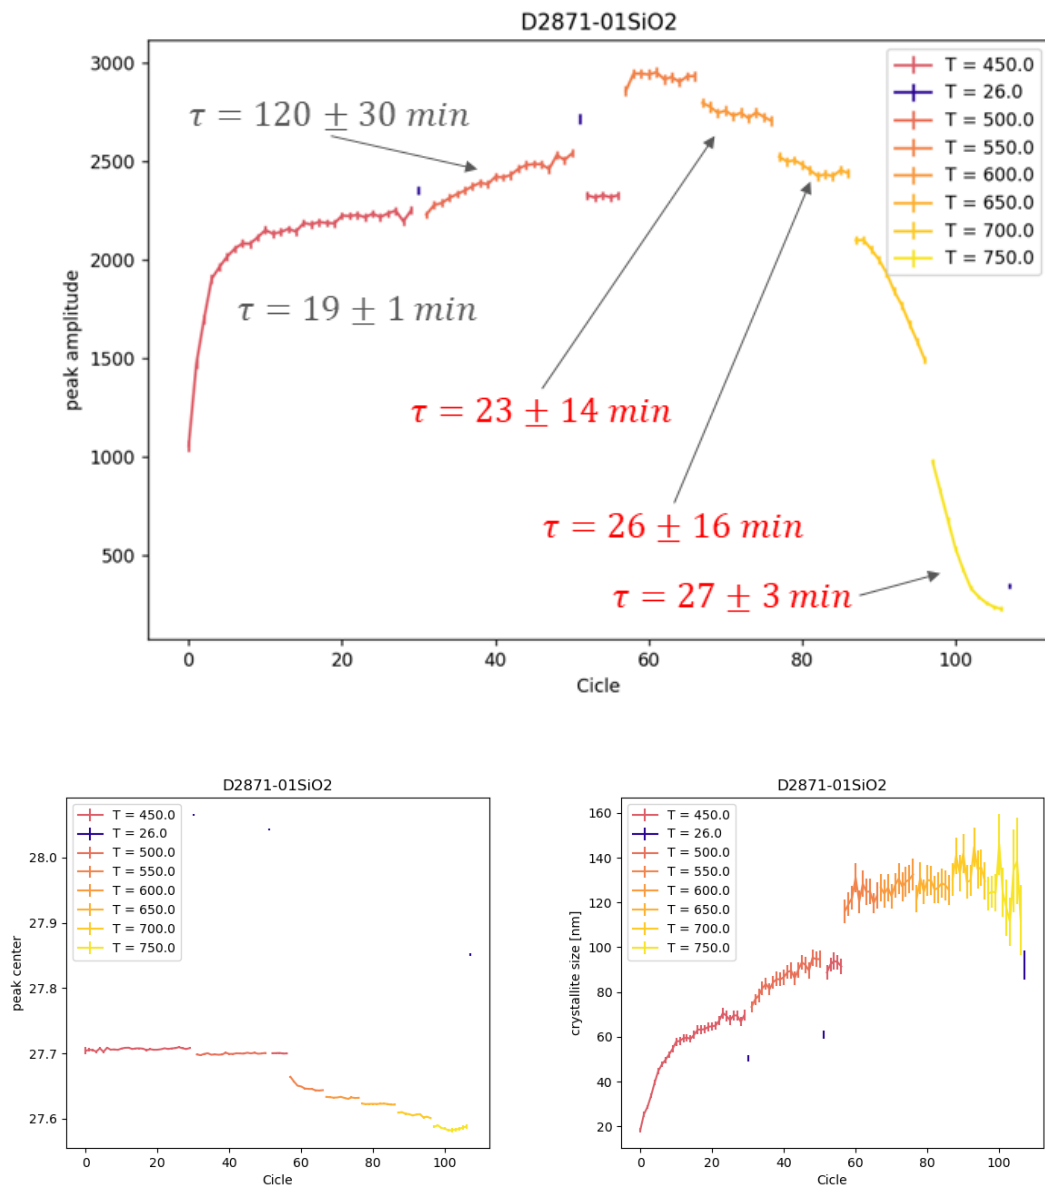 D2871-01SiO2
peak amplitude
3000
2500
2000
1500
1000
500
0 20 40 60 80 100
Cicle
T = 450.0
T = 26.0
T = 500.0
T = 550.0
T = 600.0
T = 650.0
T = 700.0
T = 750.0
τ = 120 ± 30 min
τ = 19 ± 1 min
τ = 23 ± 14 min
τ = 26 ± 16 min
τ = 27 ± 3 min
D2871-01SiO2
peak center
28.0
27.9
27.8
27.7
27.6
0 20 40 60 80 100
Cicle
T = 450.0
T = 26.0
T = 500.0
T = 550.0
T = 600.0
T = 650.0
T = 700.0
T = 750.0
D2871-01SiO2
crystallite size [nm]
160
140
120
100
80
60
40
20
0 20 40 60 80 100
Cicle
T = 450.0
T = 26.0
T = 500.0
T = 550.0
T = 600.0
T = 650.0
T = 700.0
T = 750.0